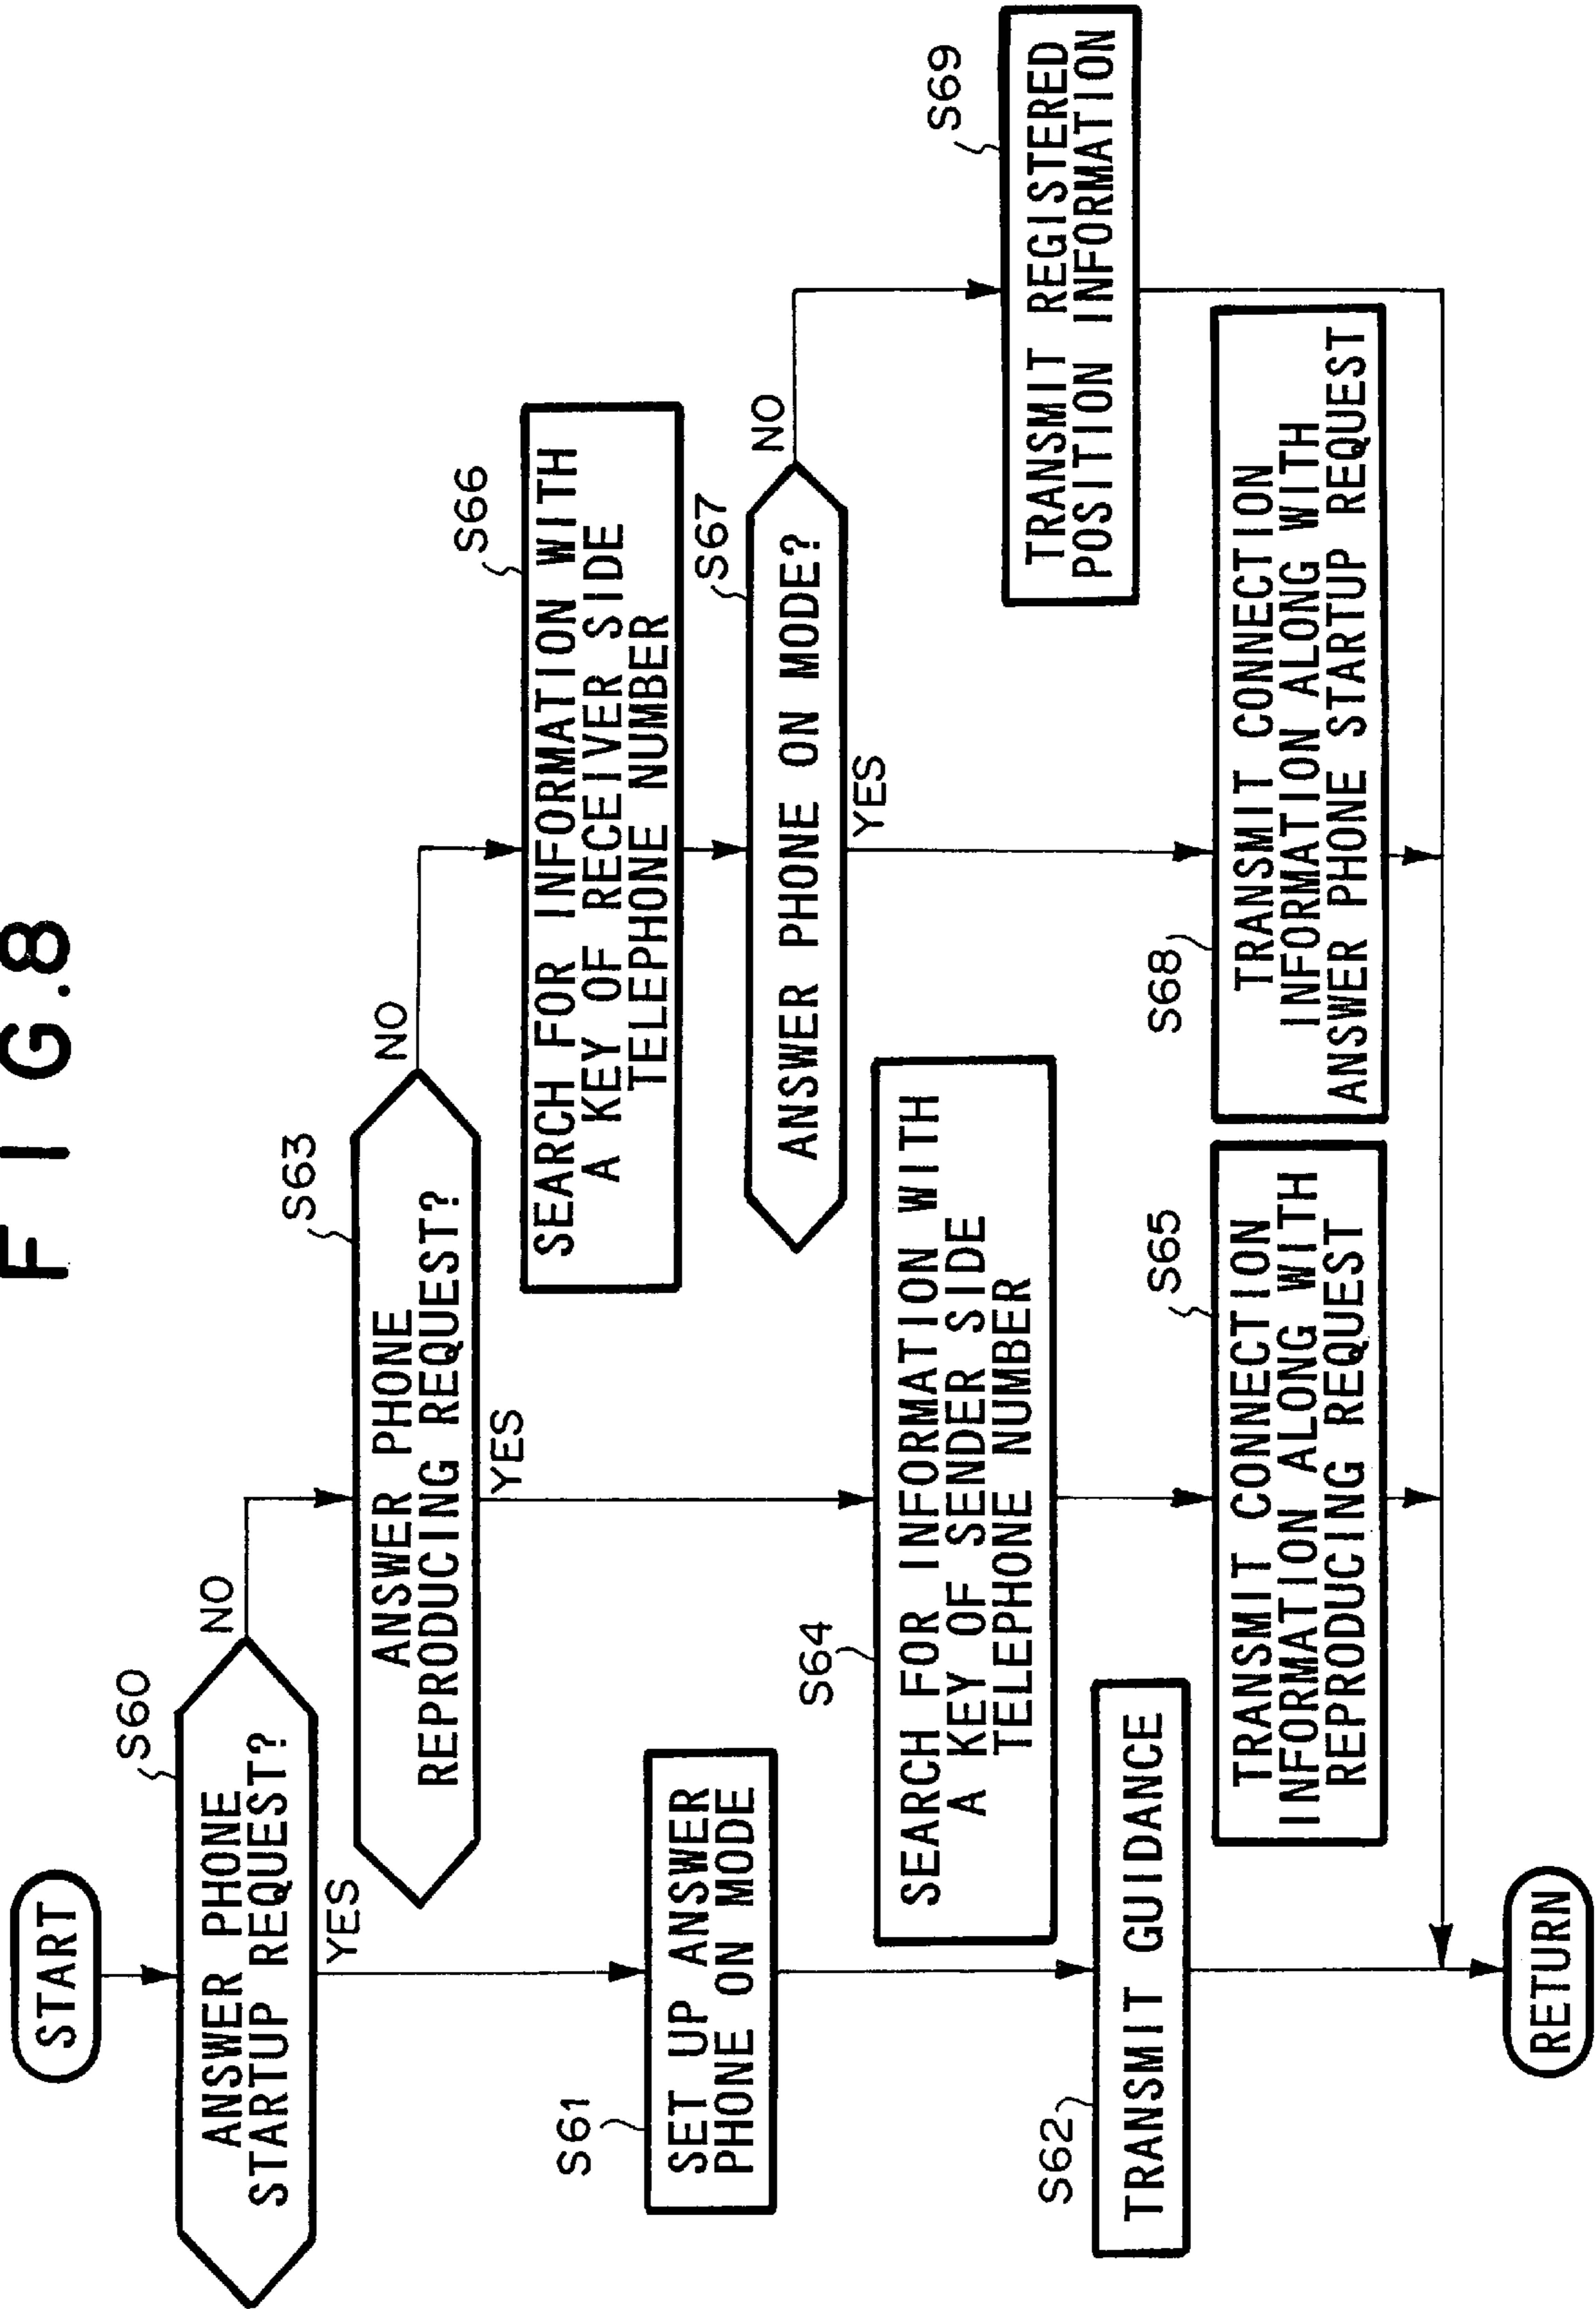 FIG.8
START
S60
ANSWER PHONE
STARTUP REQUEST?
NO
YES
S63
ANSWER PHONE
REPRODUCING REQUEST?
NO
YES
S66
SEARCH FOR INFORMATION WITH
A KEY OF RECEIVER SIDE
TELEPHONE NUMBER
S61
SET UP ANSWER
PHONE ON MODE
S67
ANSWER PHONE ON MODE?
NO
YES
S64
SEARCH FOR INFORMATION WITH
A KEY OF SENDER SIDE
TELEPHONE NUMBER
S69
TRANSMIT REGISTERED
POSITION INFORMATION
S62
TRANSMIT GUIDANCE
S65
TRANSMIT CONNECTION
INFORMATION ALONG WITH
REPRODUCING REQUEST
S68
TRANSMIT CONNECTION
INFORMATION ALONG WITH
ANSWER PHONE STARTUP REQUEST
RETURN